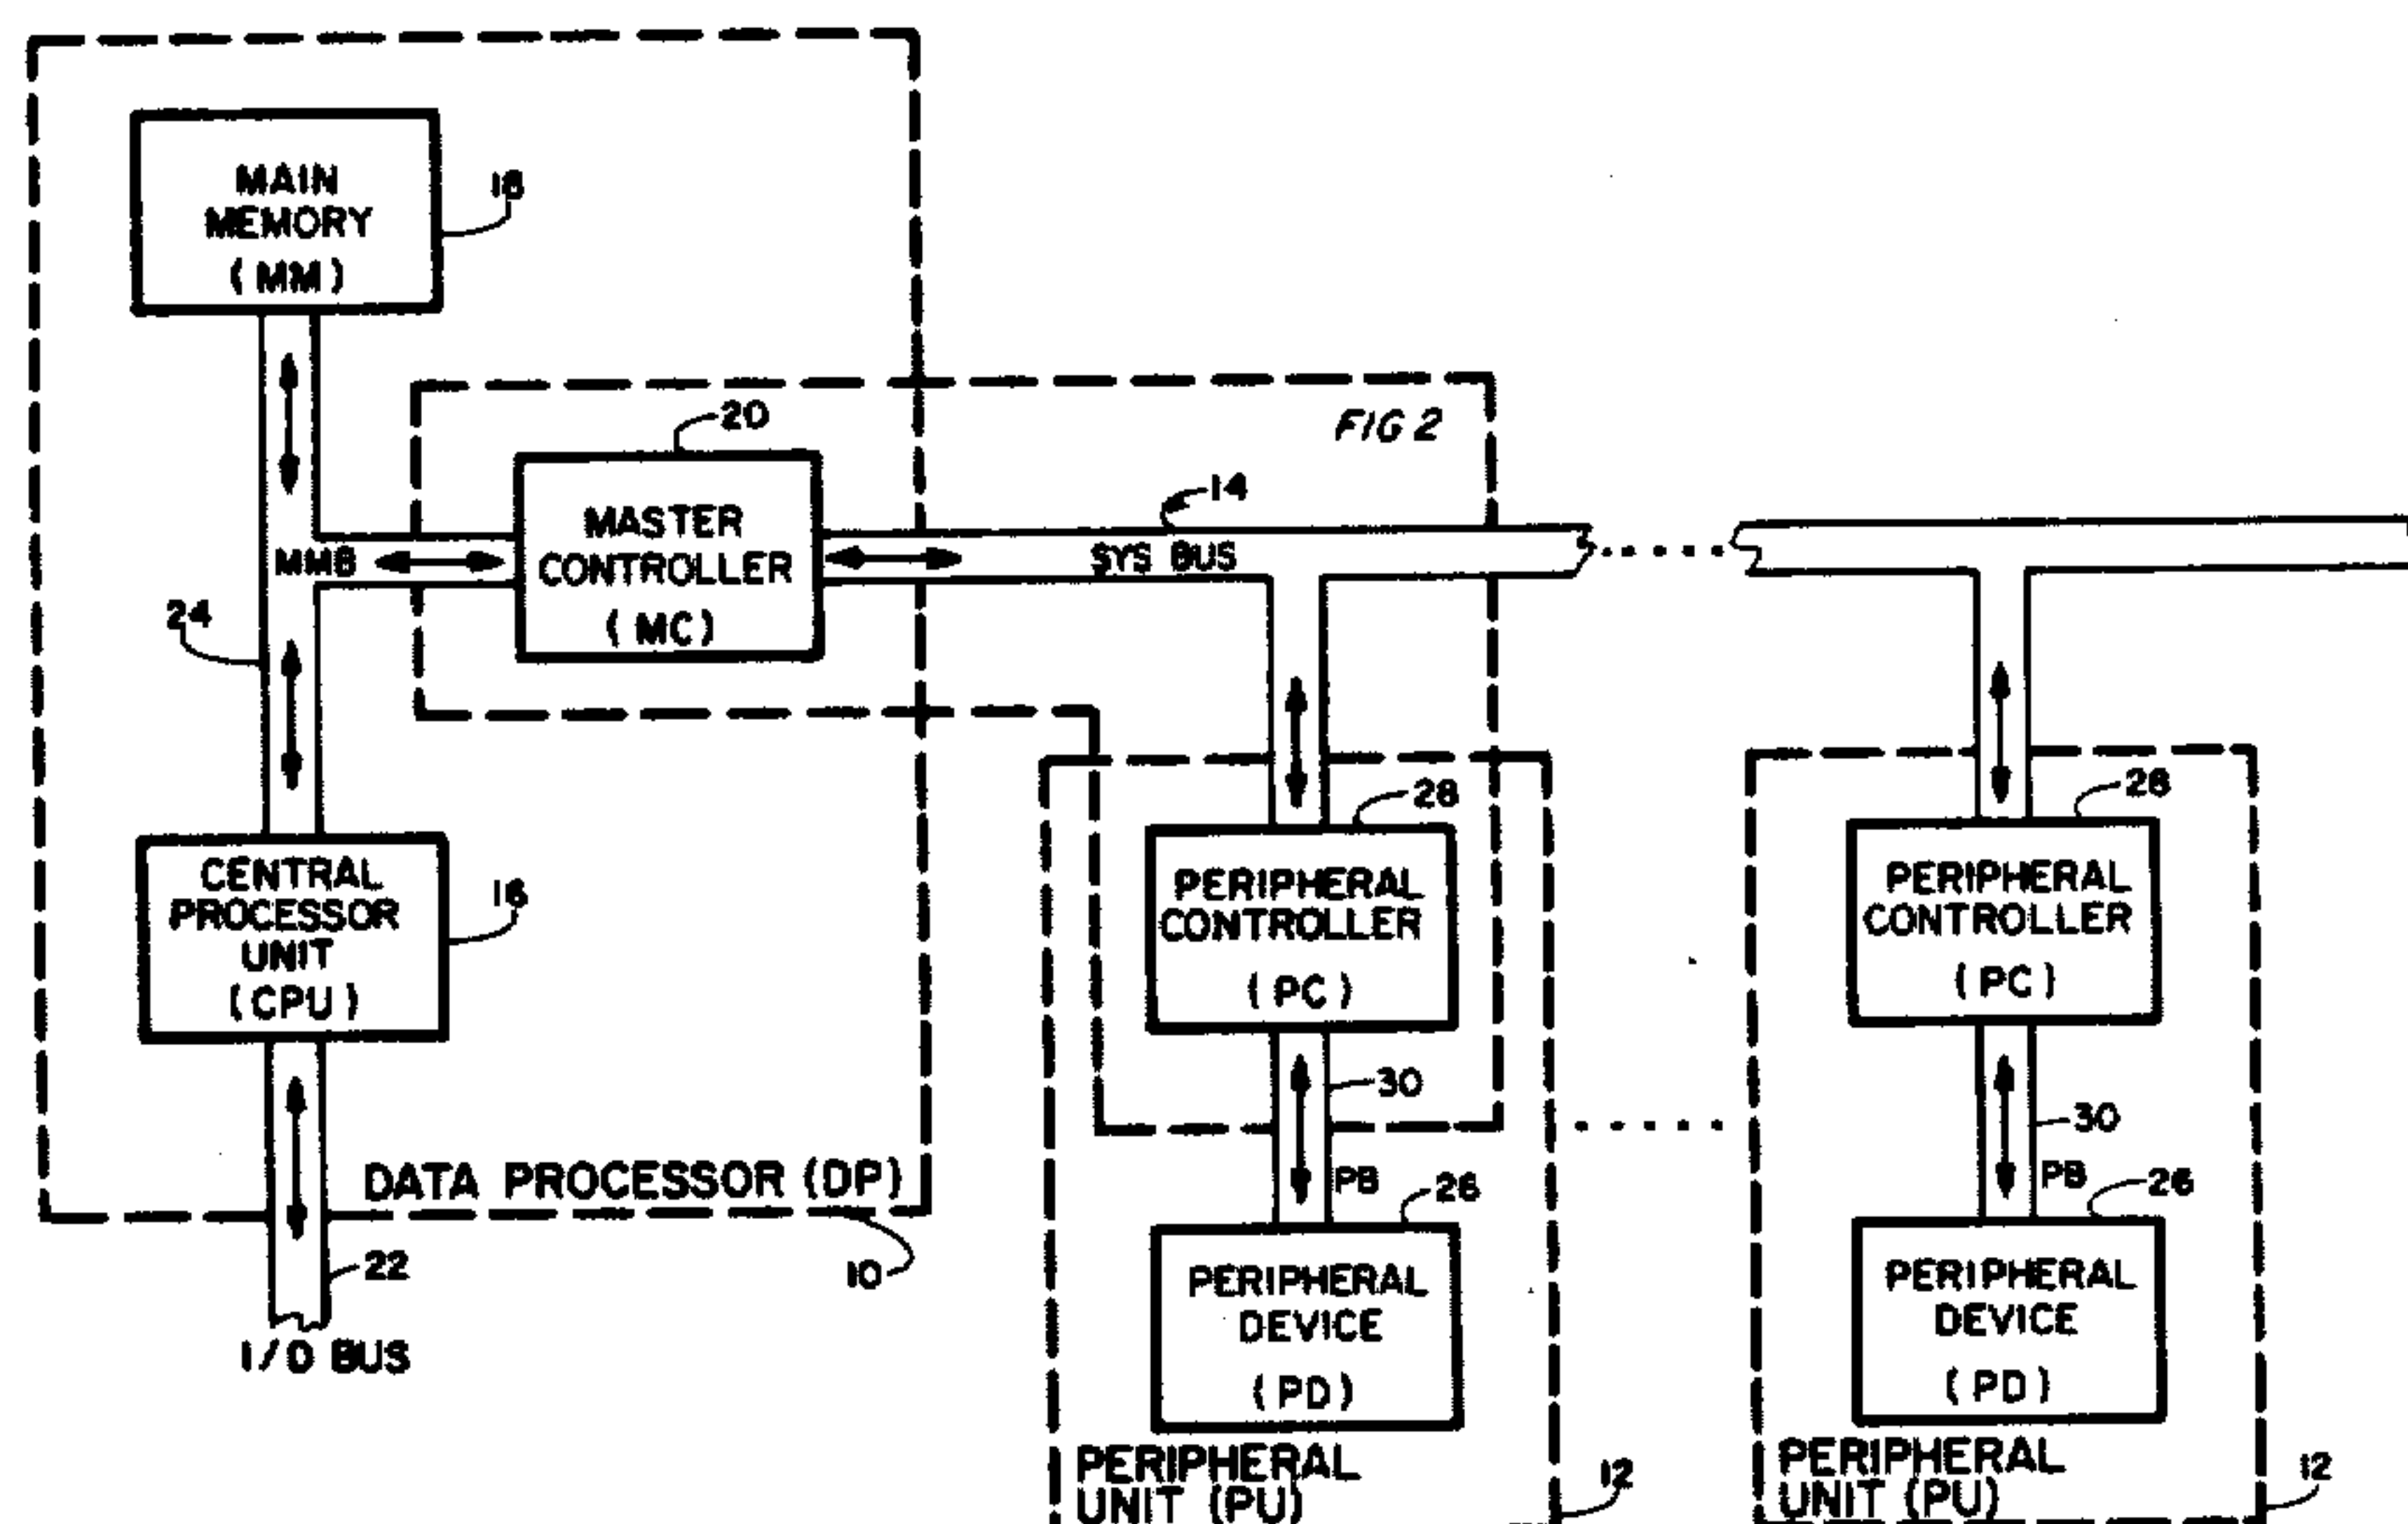 MAIN
MEMORY
(MM)
18
FIG 2
20
MASTER
CONTROLLER
(MC)
14
MMB
SYS BUS
24
CENTRAL
PROCESSOR
UNIT
(CPU)
16
28
PERIPHERAL
CONTROLLER
(PC)
28
PERIPHERAL
CONTROLLER
(PC)
30
PB
30
PB
DATA PROCESSOR (DP)
10
22
I/O BUS
26
PERIPHERAL
DEVICE
(PD)
26
PERIPHERAL
DEVICE
(PD)
PERIPHERAL
UNIT (PU)
12
PERIPHERAL
UNIT (PU)
12